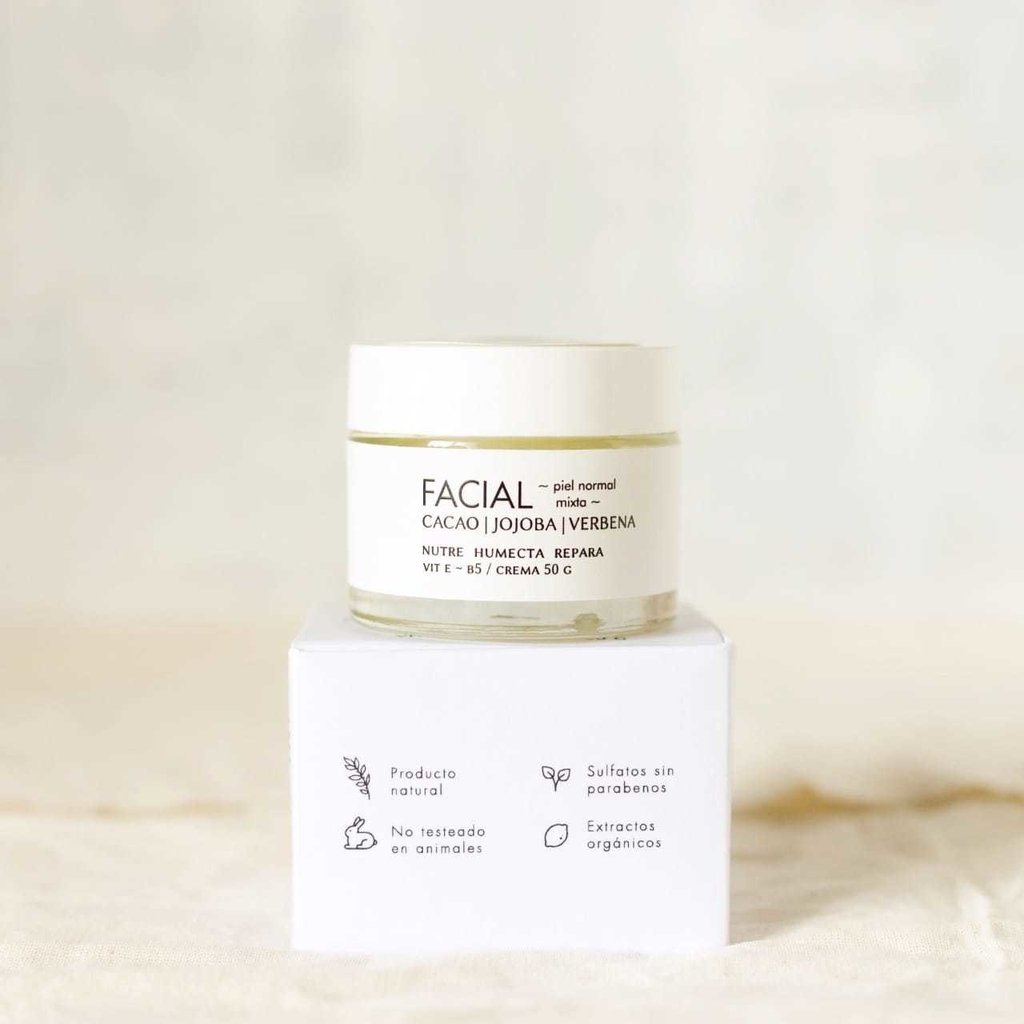 FACIAL ~ piel normal
mixta ~
CACAO | JOJOBA | VERBENA
NUTRE HUMECTA REPARA
VIT E ~ B5 / CREMA 50 G
Producto
natural
Sulfatos sin
parabenos
No testeado
en animales
Extractos
orgánicos